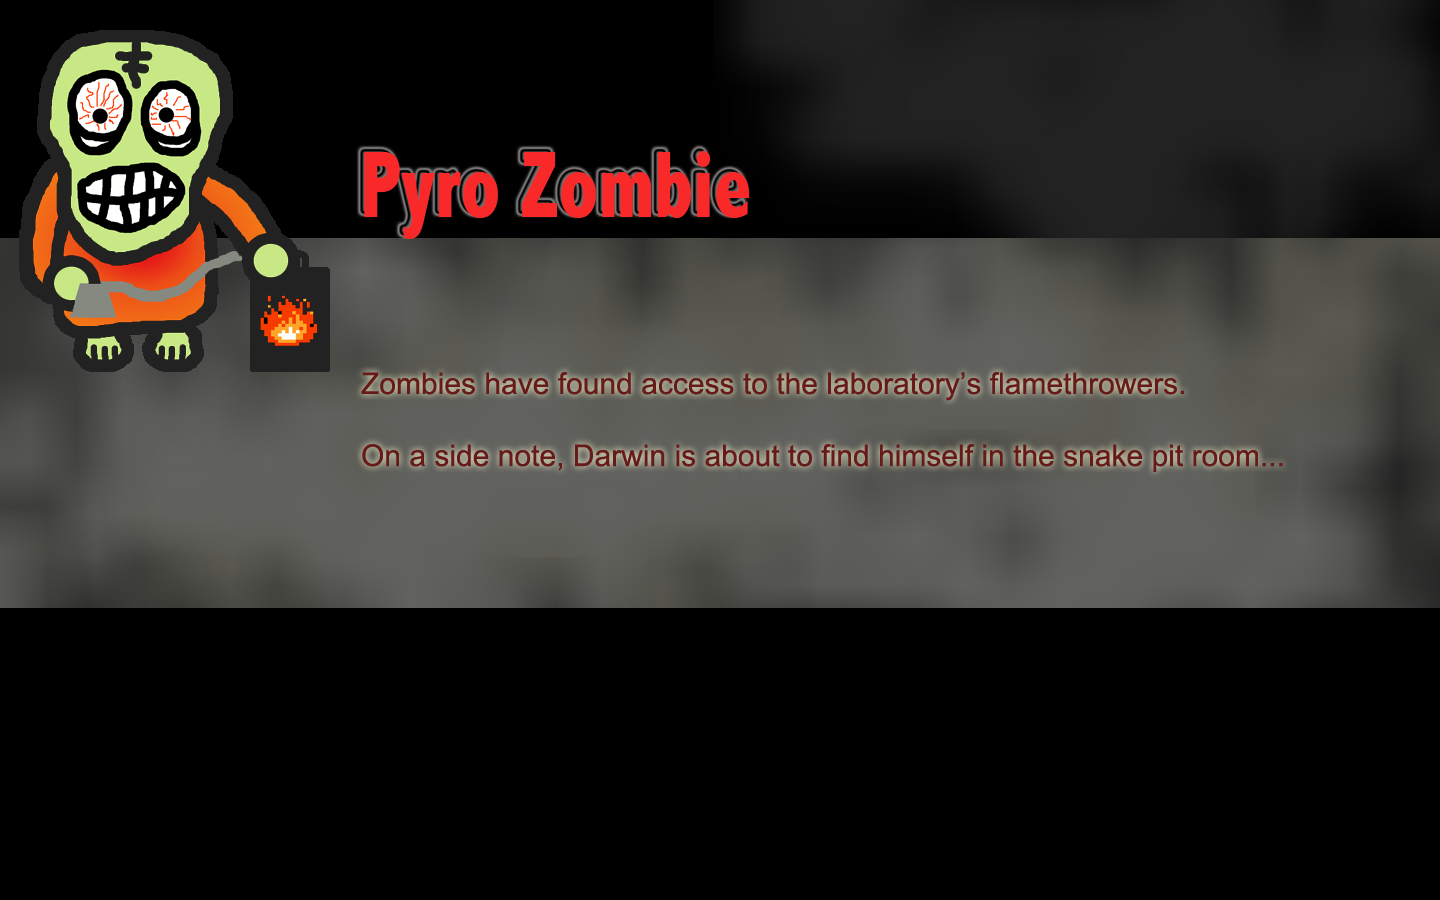 Pyro Zombie
Zombies have found access to the laboratory’s flamethrowers.
On a side note, Darwin is about to find himself in the snake pit room...